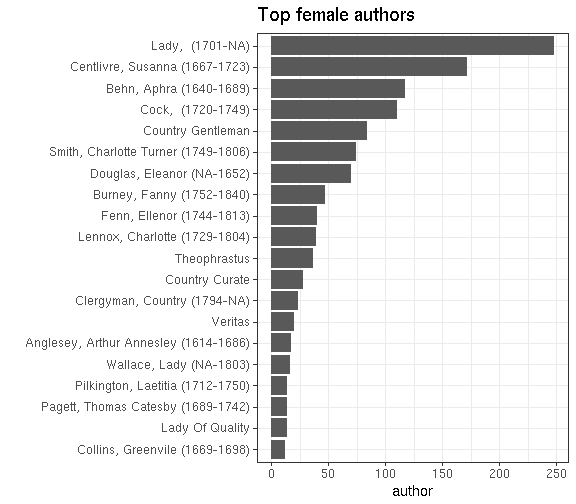 Top female authors
Lady,  (1701-NA)
Centlivre, Susanna (1667-1723)
Behn, Aphra (1640-1689)
Cock,  (1720-1749)
Country Gentleman
Smith, Charlotte Turner (1749-1806)
Douglas, Eleanor (NA-1652)
Burney, Fanny (1752-1840)
Fenn, Ellenor (1744-1813)
Lennox, Charlotte (1729-1804)
Theophrastus
Country Curate
Clergyman, Country (1794-NA)
Veritas
Anglesey, Arthur Annesley (1614-1686)
Wallace, Lady (NA-1803)
Pilkington, Laetitia (1712-1750)
Pagett, Thomas Catesby (1689-1742)
Lady Of Quality
Collins, Greenvile (1669-1698)
0 50 100 150 200 250
author